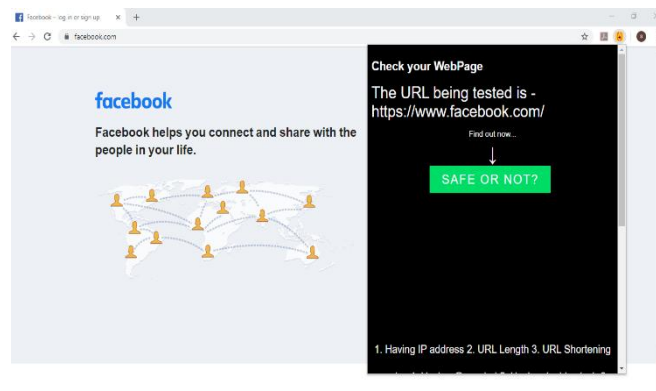 Facebook – log in or sign up
facebook.com
facebook
Facebook helps you connect and share with the
people in your life.
Check your WebPage
The URL being tested is -
https://www.facebook.com/
Find out now...
↓
SAFE OR NOT?
1. Having IP address 2. URL Length 3. URL Shortening